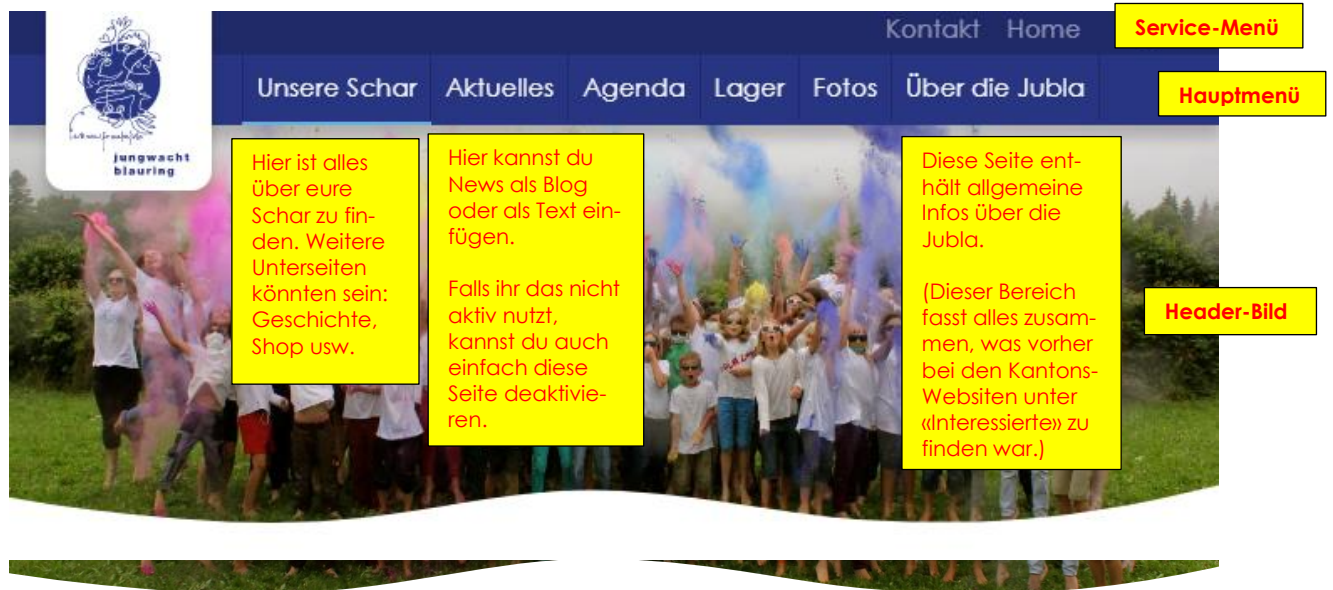 Kontakt Home
Service-Menü
Unsere Schar Aktuelles Agenda Lager Fotos Über die Jubla
Hauptmenü
jungwacht
blauring
Hier ist alles
über eure
Schar zu fin-
den. Weitere
Unterseiten
könnten sein:
Geschichte,
Shop usw.
Hier kannst du
News als Blog
oder als Text ein-
fügen.
Falls ihr das nicht
aktiv nutzt,
kannst du auch
einfach diese
Seite deaktivie-
ren.
Diese Seite ent-
hält allgemeine
Infos über die
Jubla.
(Dieser Bereich
fasst alles zusam-
men, was vorher
bei den Kantons-
Websiten unter
«Interessierte» zu
finden war.)
Header-Bild